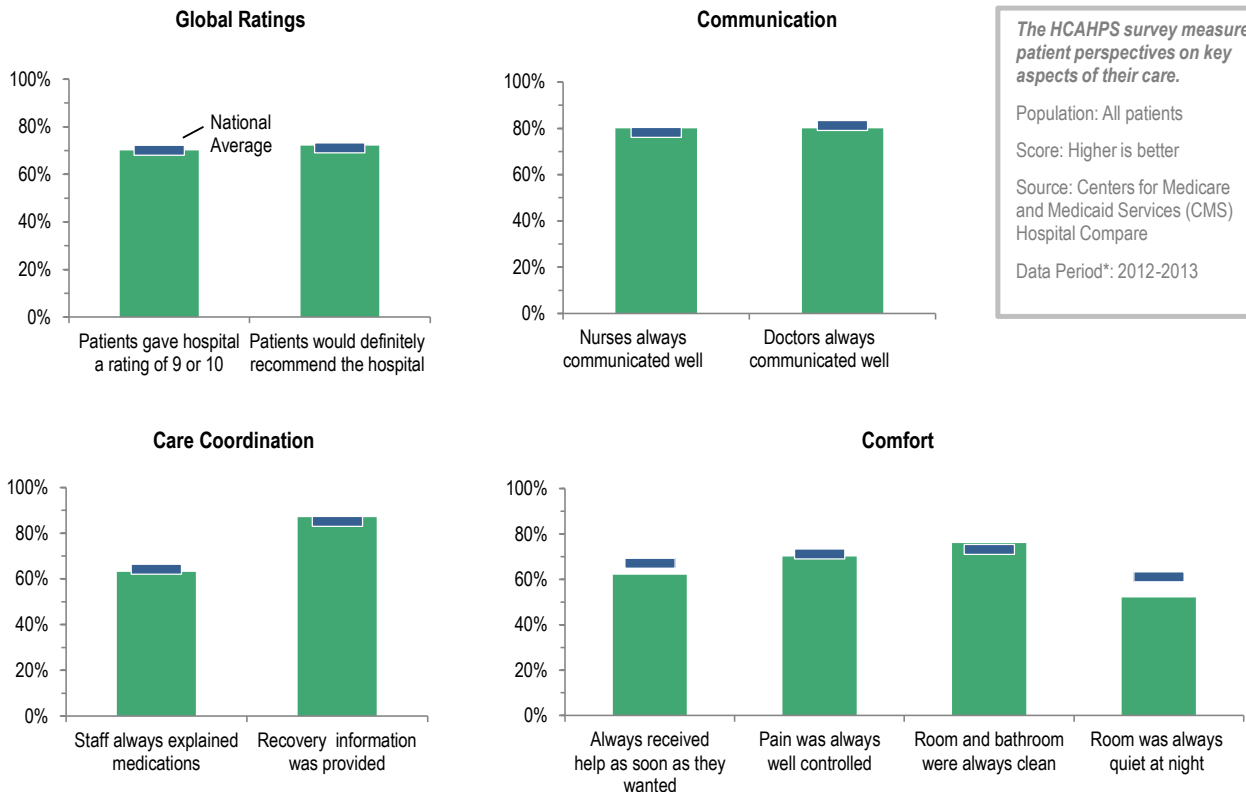 Global Ratings
100%
80%
60%
40%
20%
0%
National
Average
Patients gave hospital
a rating of 9 or 10
Patients would definitely
recommend the hospital
Communication
100%
80%
60%
40%
20%
0%
Nurses always
communicated well
Doctors always
communicated well
The HCAHPS survey measure
patient perspectives on key
aspects of their care.
Population: All patients
Score: Higher is better
Source: Centers for Medicare
and Medicaid Services (CMS)
Hospital Compare
Data Period*: 2012-2013
Care Coordination
100%
80%
60%
40%
20%
0%
Staff always explained
medications
Recovery information
was provided
Comfort
100%
80%
60%
40%
20%
0%
Always received
help as soon as they
wanted
Pain was always
well controlled
Room and bathroom
were always clean
Room was always
quiet at night